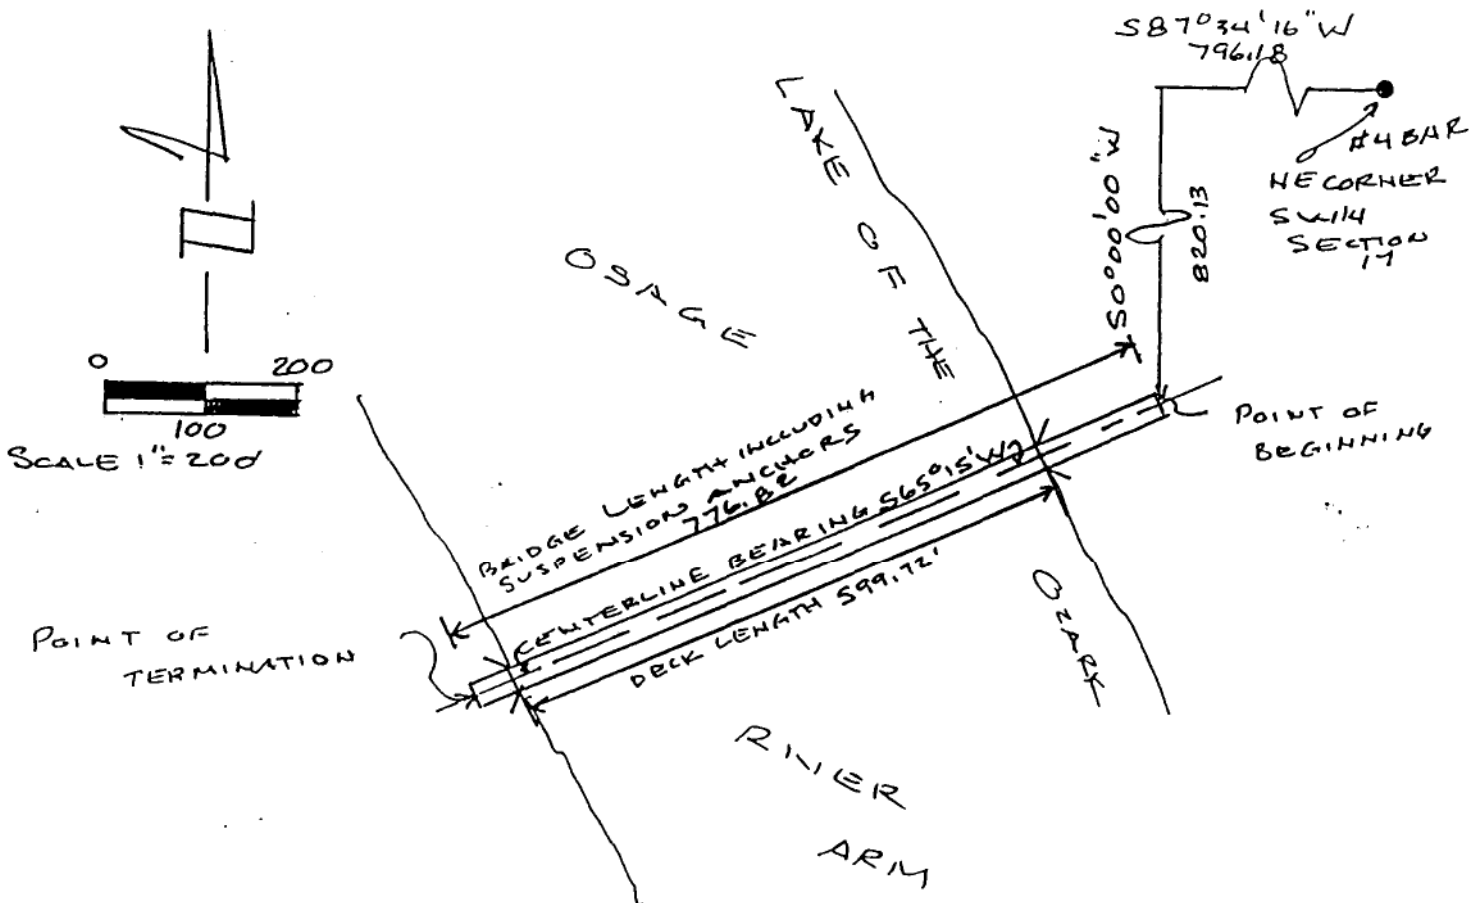 S87°34'16"W
796.18
#4 BAR
NE CORNER
SW1/4
SECTION
17
S0°00'00"W
820.13
LAKE OF THE
OZARK
OSAGE
RIVER
ARM
0 200
100
SCALE 1"=200'
BRIDGE LENGTH INCLUDING
SUSPENSION ANCHORS
776.82
CENTERLINE BEARING S65°15'W
DECK LENGTH 599.72'
POINT OF
BEGINNING
POINT OF
TERMINATION